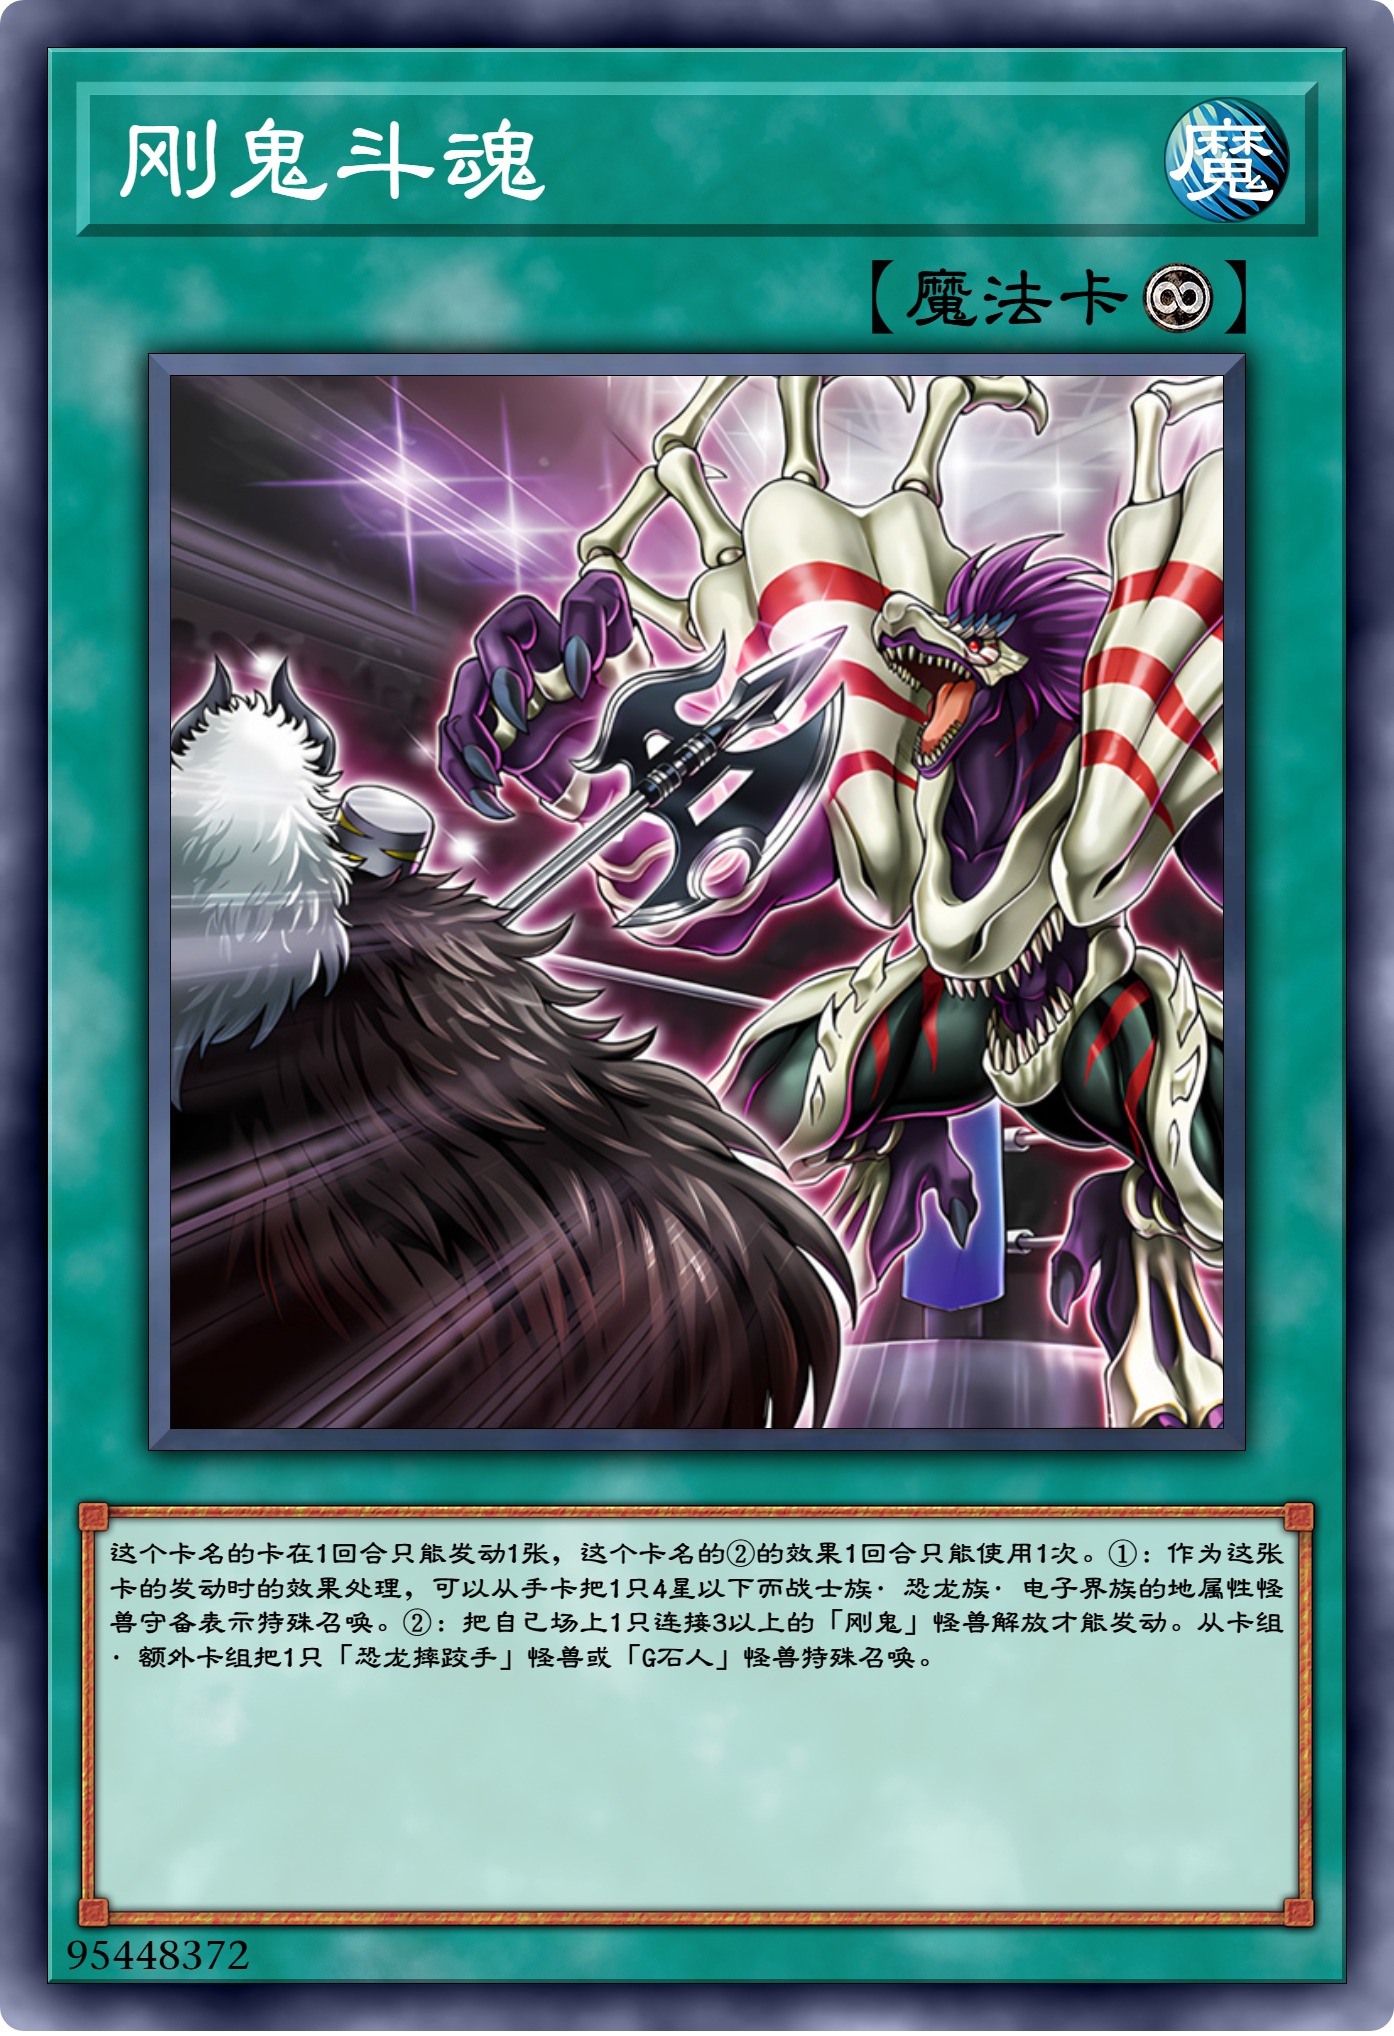 刚鬼斗魂
魔
【魔法卡】
这个卡名的卡在1回合只能发动1张，这个卡名的②的效果1回合只能使用1次。①：作为这张
卡的发动时的效果处理，可以从手卡把1只4星以下而战士族·恐龙族·电子界族的地属性怪
兽守备表示特殊召唤。②：把自己场上1只连接3以上的「刚鬼」怪兽解放才能发动。从卡组
·额外卡组把1只「恐龙摔跤手」怪兽或「G石人」怪兽特殊召唤。
95448372